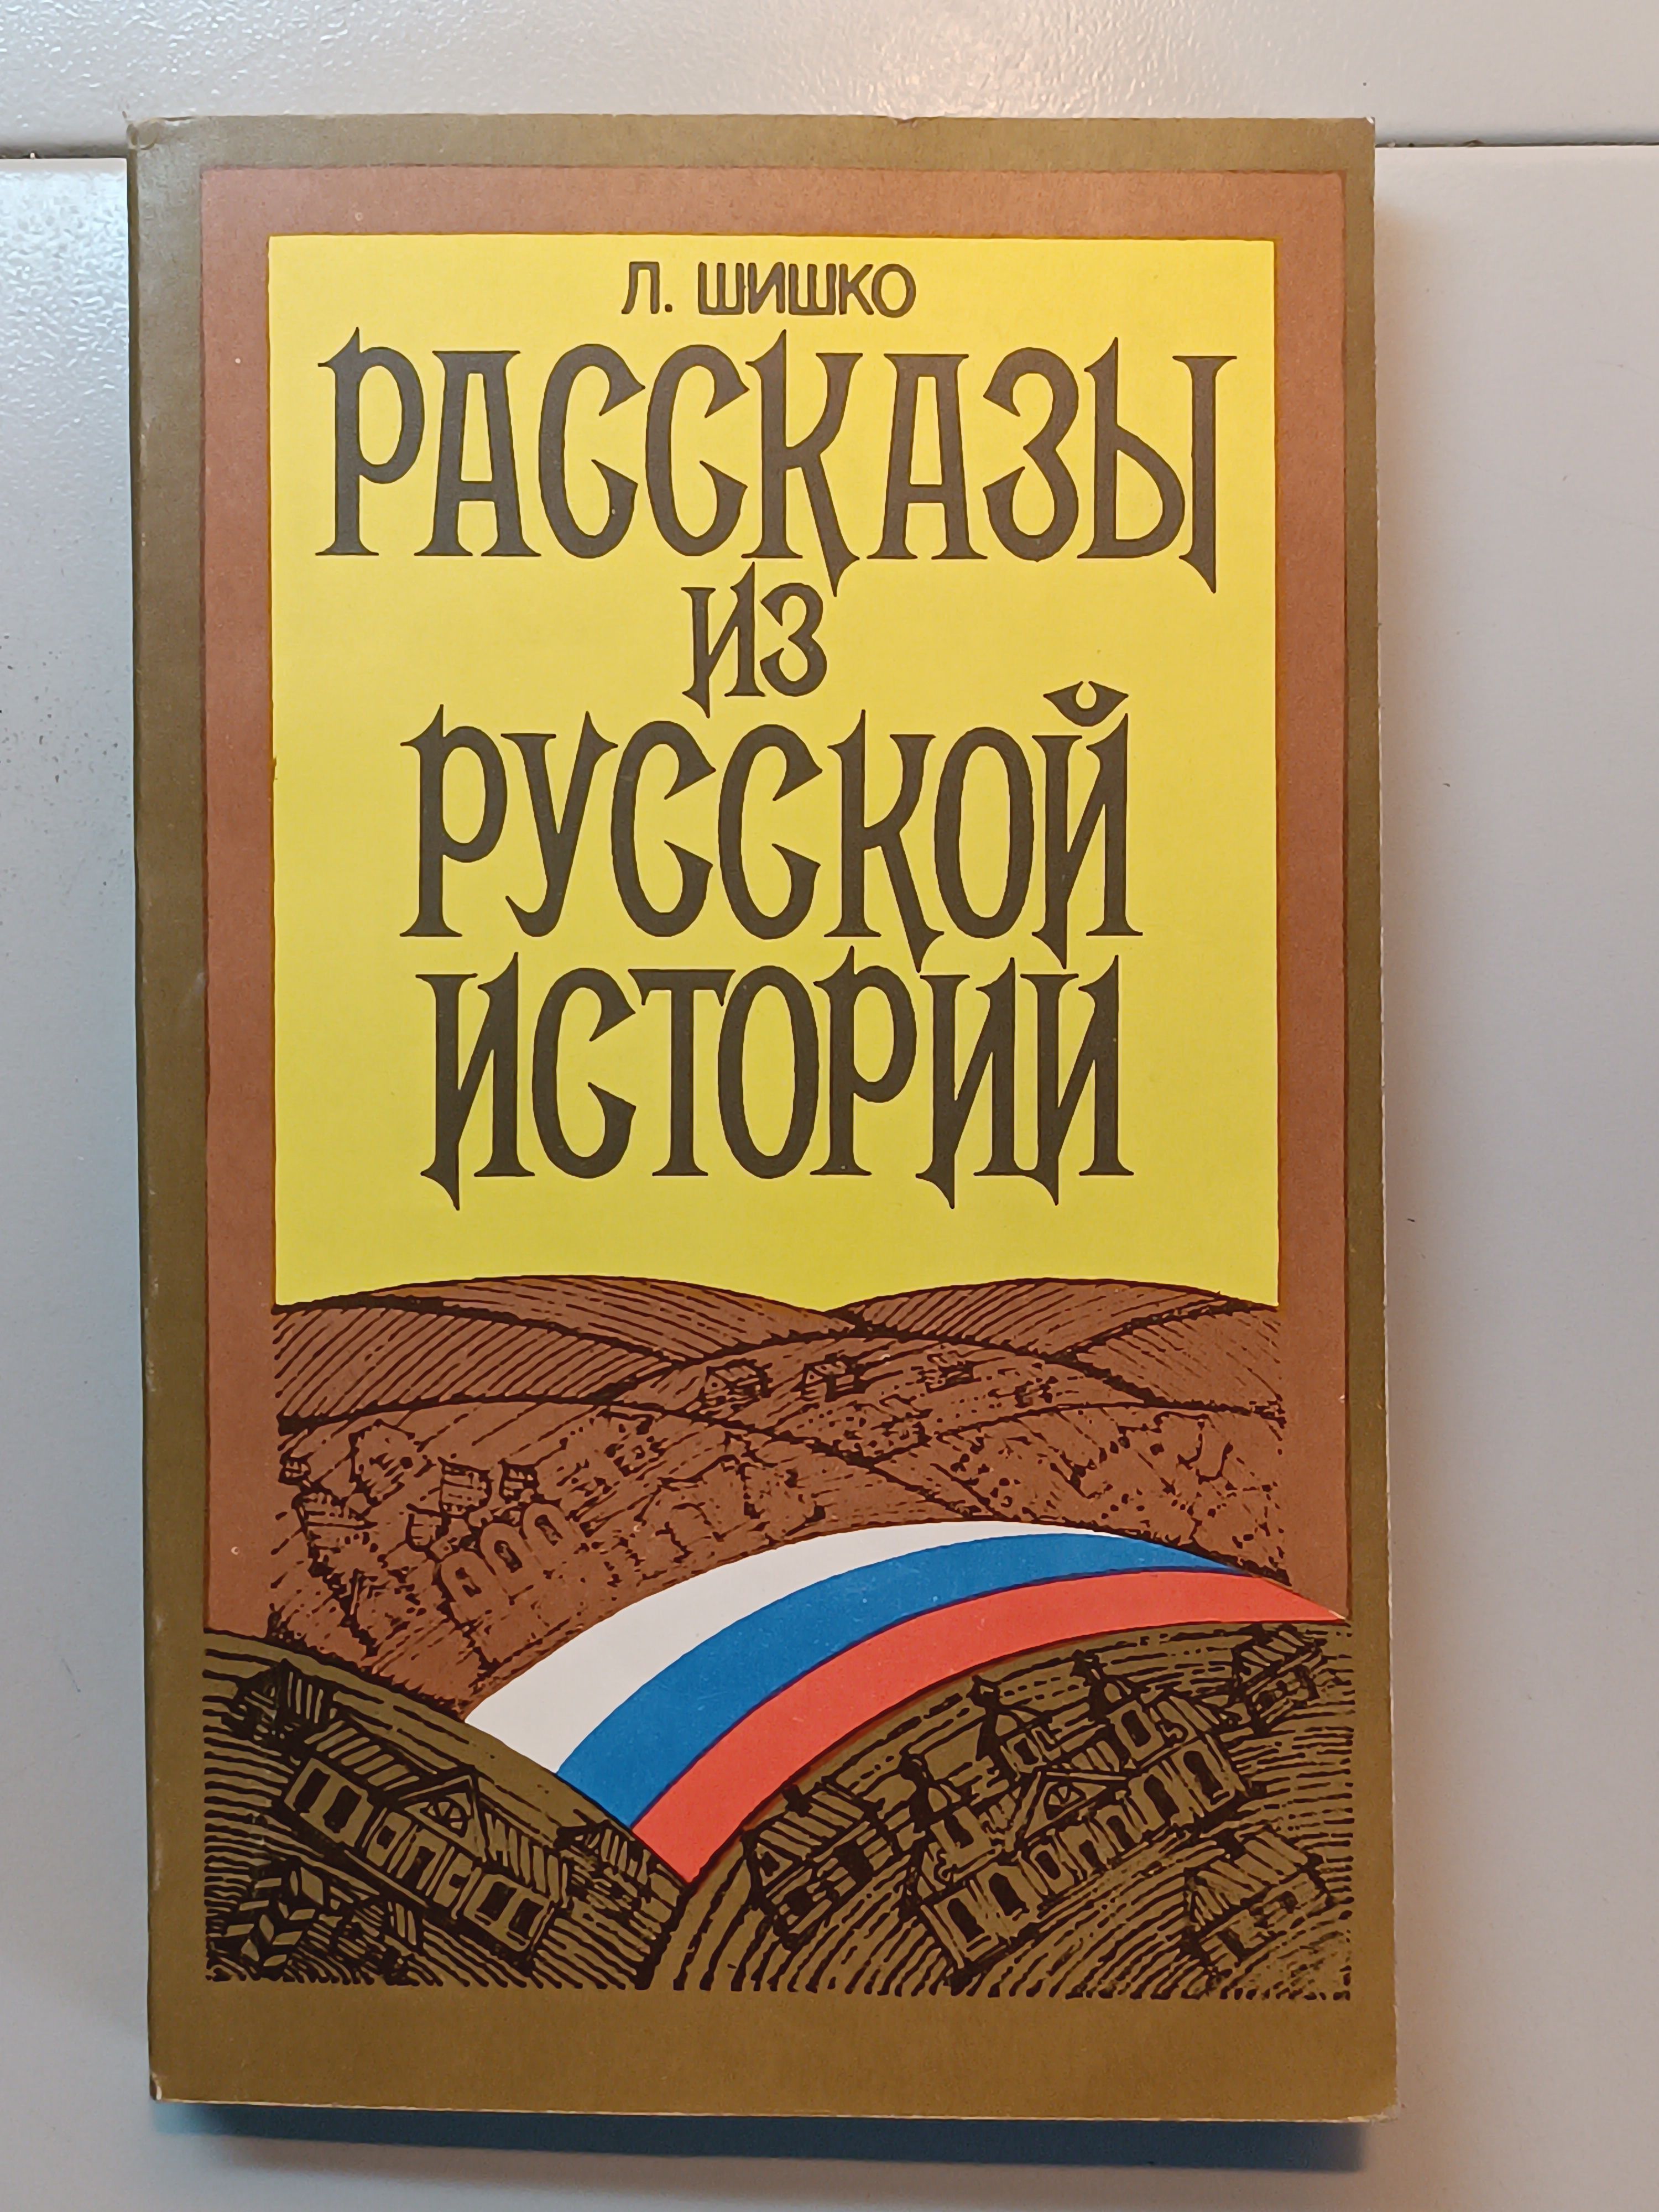 Л. ШИШКО
РАССКАЗЫ
ИЗ
РУССКОЙ
ИСТОРИИ